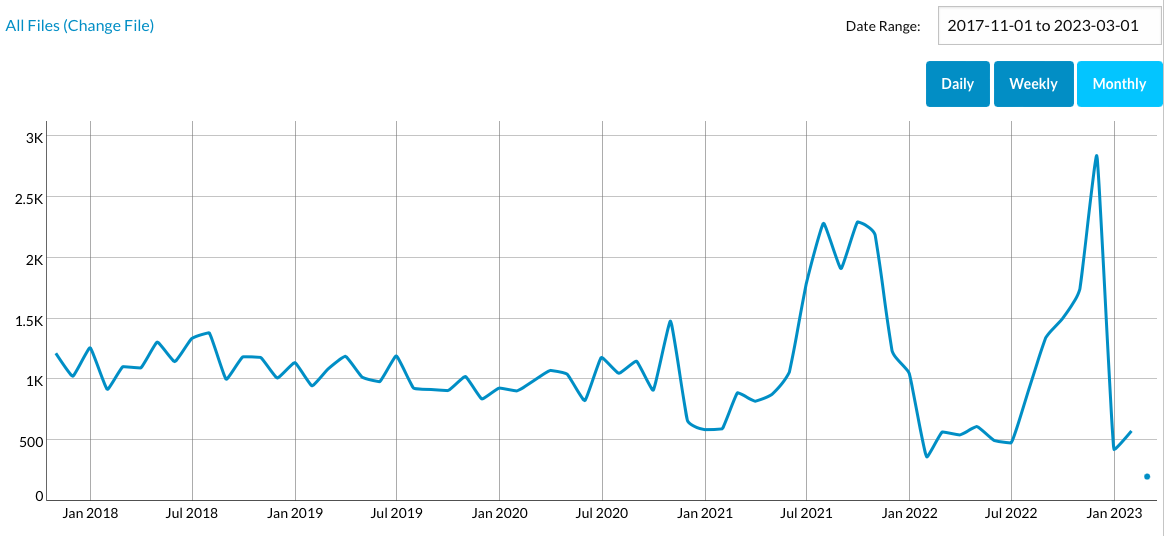 All Files (Change File)
Date Range: 2017-11-01 to 2023-03-01
Daily Weekly Monthly
3K
2.5K
2K
1.5K
1K
500
0
Jan 2018 Jul 2018 Jan 2019 Jul 2019 Jan 2020 Jul 2020 Jan 2021 Jul 2021 Jan 2022 Jul 2022 Jan 2023